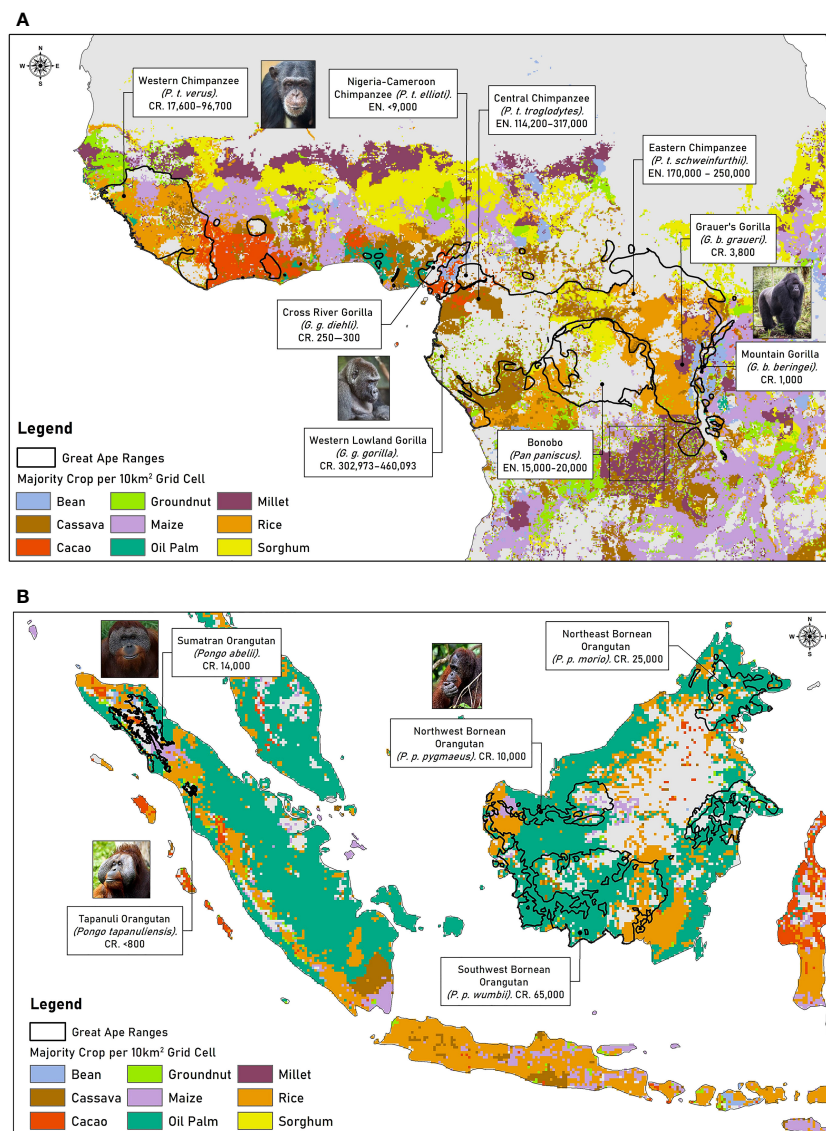 A
N
W E
S
Western Chimpanzee
(P. t. verus).
CR. 17,600–96,700
Nigeria-Cameroon
Chimpanzee (P. t. ellioti).
EN. <9,000
Central Chimpanzee
(P. t. troglodytes).
EN. 114,200–317,000
Eastern Chimpanzee
(P. t. schweinfurthii).
EN. 170,000 – 250,000
Grauer's Gorilla
(G. b. graueri).
CR. 3,800
Cross River Gorilla
(G. g. diehli).
CR. 250—300
Mountain Gorilla
(G. b. beringei).
CR. 1,000
Western Lowland Gorilla
(G. g. gorilla).
CR. 302,973–460,093
Bonobo
(Pan paniscus).
EN. 15,000-20,000
Legend
Great Ape Ranges
Majority Crop per 10km² Grid Cell
Bean Groundnut Millet
Cassava Maize Rice
Cacao Oil Palm Sorghum
B
N
W E
S
Sumatran Orangutan
(Pongo abelii).
CR. 14,000
Northeast Bornean
Orangutan
(P. p. morio). CR. 25,000
Northwest Bornean
Orangutan
(P. p. pygmaeus). CR. 10,000
Tapanuli Orangutan
(Pongo tapanuliensis).
CR. <800
Southwest Bornean
Orangutan
(P. p. wumbii). CR. 65,000
Legend
Great Ape Ranges
Majority Crop per 10km² Grid Cell
Bean Groundnut Millet
Cassava Maize Rice
Cacao Oil Palm Sorghum